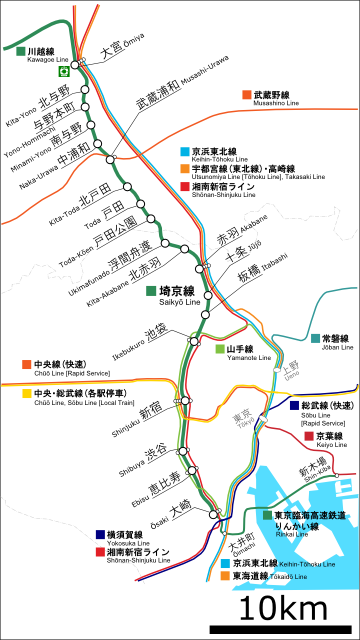 川越線
Kawagoe Line
大宮 Ōmiya
北与野
Kita-Yono
与野本町
Yono-Hommachi
南与野
Minami-Yono
中浦和
Naka-Urawa
武蔵浦和 Musashi-Urawa
武蔵野線
Musashino Line
京浜東北線
Keihin-Tōhoku Line
宇都宮線(東北線)・高崎線
Utsunomiya Line [Tōhoku Line], Takasaki Line
湘南新宿ライン
Shōnan-Shinjuku Line
北戸田
Kita-Toda
戸田
Toda
戸田公園
Toda-Kōen
浮間舟渡
Ukimafunado
北赤羽
Kita-Akabane
赤羽 Akabane
十条 Jūjō
板橋 Itabashi
埼京線
Saikyō Line
池袋
Ikebukuro
山手線
Yamanote Line
常磐線
Jōban Line
上野
Ueno
中央線(快速)
Chūō Line [Rapid Service]
中央・総武線(各駅停車)
Chūō Line, Sōbu Line [Local Train]
新宿
Shinjuku
東京
Tōkyō
総武線(快速)
Sōbu Line
[Rapid Service]
京葉線
Keiyo Line
渋谷
Shibuya
恵比寿
Ebisu
新木場
Shin-Kiba
大崎
Ōsaki
東京臨海高速鉄道
りんかい線
Rinkai Line
横須賀線
Yokosuka Line
湘南新宿ライン
Shōnan-Shinjuku Line
大井町
Ōimachi
京浜東北線 Keihin-Tōhoku Line
東海道線 Tōkaidō Line
10km